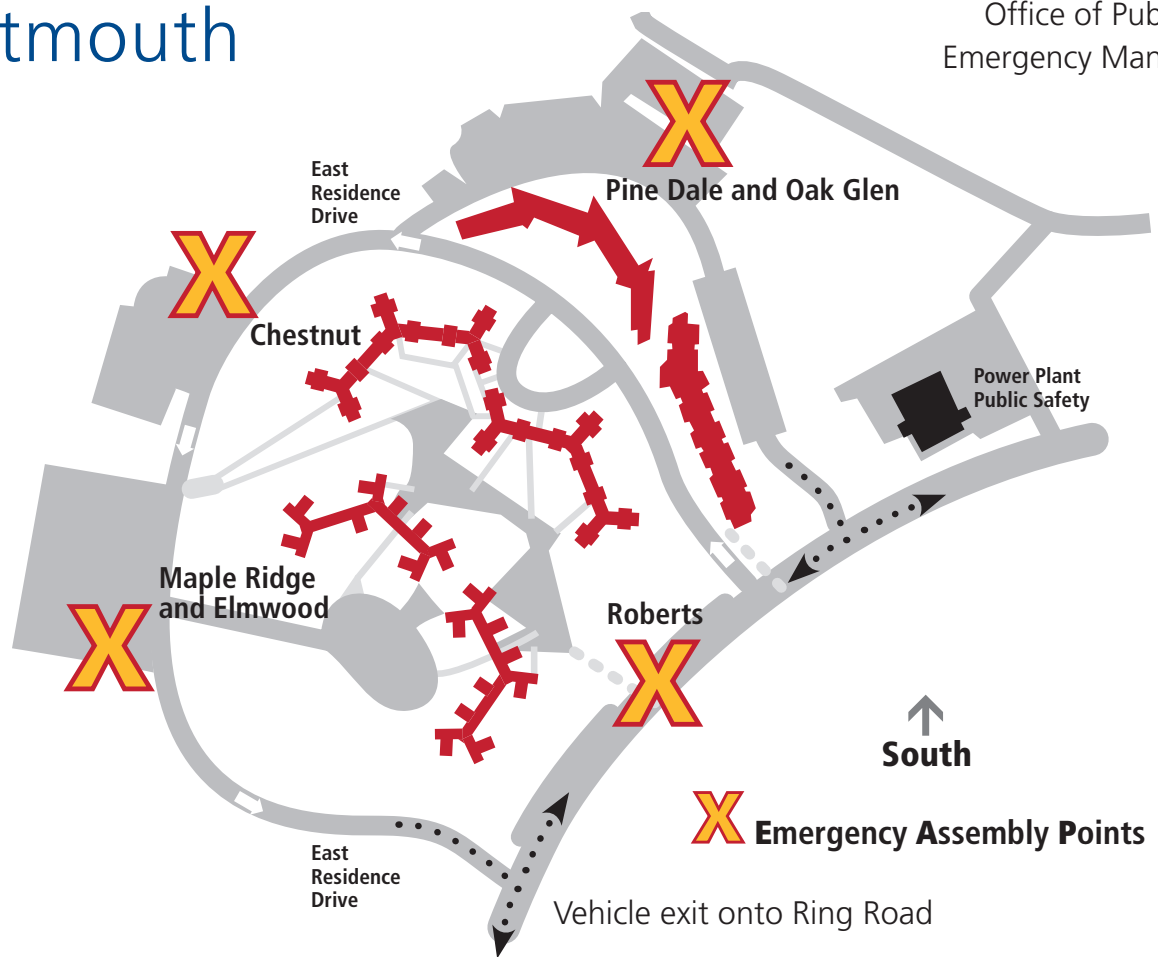 tmouth
Office of Pub
Emergency Man
East
Residence
Drive
Pine Dale and Oak Glen
Chestnut
Power Plant
Public Safety
Maple Ridge
and Elmwood
Roberts
South
Emergency Assembly Points
East
Residence
Drive
Vehicle exit onto Ring Road